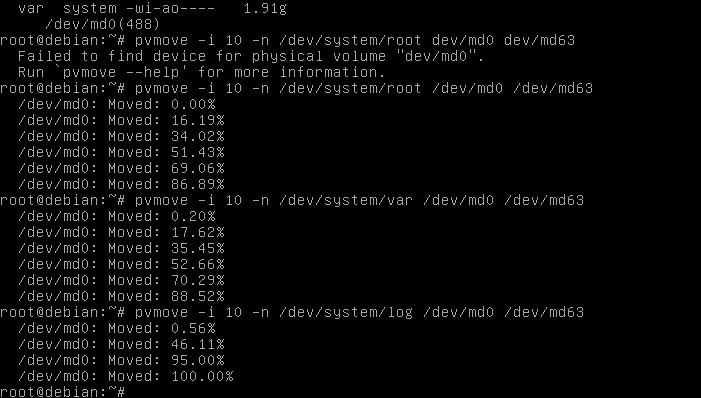 var  system -wi-ao----   1.91g
/dev/md0(488)
root@debian:~# pvmove -i 10 -n /dev/system/root dev/md0 dev/md63
Failed to find device for physical volume "dev/md0".
Run `pvmove --help' for more information.
root@debian:~# pvmove -i 10 -n /dev/system/root /dev/md0 /dev/md63
/dev/md0: Moved: 0.00%
/dev/md0: Moved: 16.19%
/dev/md0: Moved: 34.02%
/dev/md0: Moved: 51.43%
/dev/md0: Moved: 69.06%
/dev/md0: Moved: 86.89%
root@debian:~# pvmove -i 10 -n /dev/system/var /dev/md0 /dev/md63
/dev/md0: Moved: 0.20%
/dev/md0: Moved: 17.62%
/dev/md0: Moved: 35.45%
/dev/md0: Moved: 52.66%
/dev/md0: Moved: 70.29%
/dev/md0: Moved: 88.52%
root@debian:~# pvmove -i 10 -n /dev/system/log /dev/md0 /dev/md63
/dev/md0: Moved: 0.56%
/dev/md0: Moved: 46.11%
/dev/md0: Moved: 95.00%
/dev/md0: Moved: 100.00%
root@debian:~#